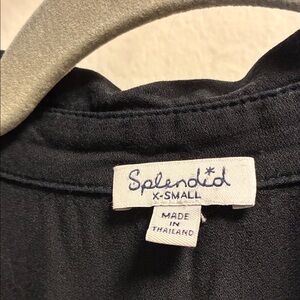 Splendid
X-SMALL
MADE
IN
THAILAND